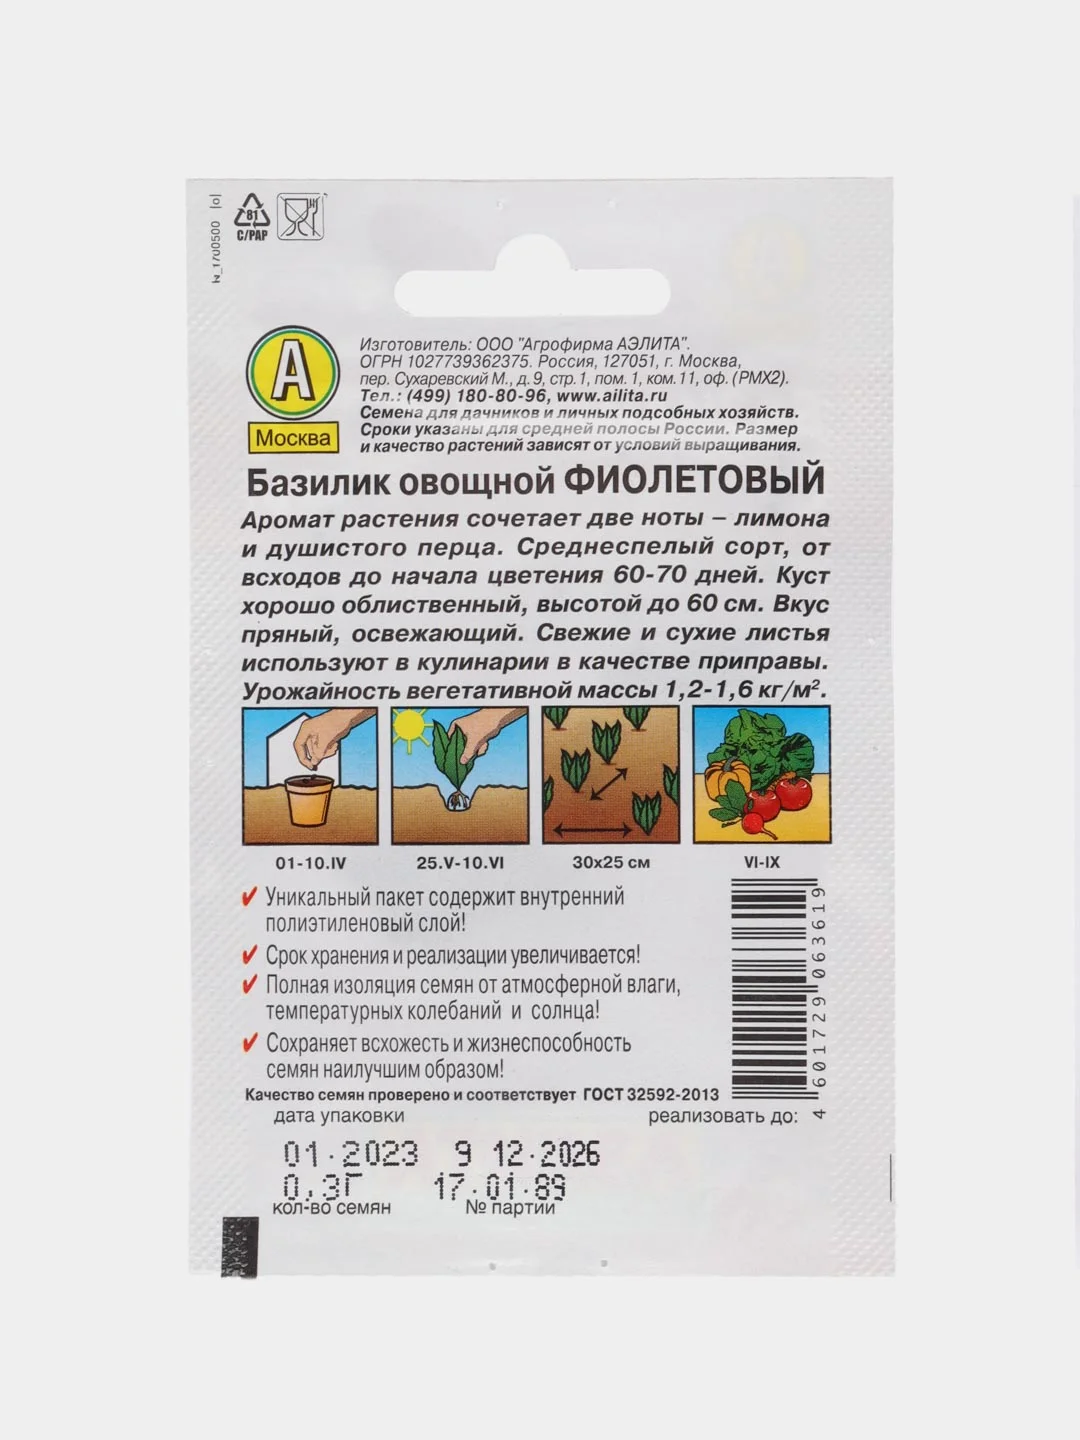 81
C/PAP
А
Москва
Изготовитель: ООО "Агрофирма АЭЛИТА".
ОГРН 1027739362375. Россия, 127051, г. Москва,
пер. Сухаревский М., д. 9, стр. 1, пом. 1, ком. 11, оф. (РМХ2).
Тел.: (499) 180-80-96, www.ailita.ru
Семена для дачников и личных подсобных хозяйств.
Сроки указаны для средней полосы России. Размер
и качество растений зависят от условий выращивания.
Базилик овощной ФИОЛЕТОВЫЙ
Аромат растения сочетает две ноты – лимона
и душистого перца. Среднеспелый сорт, от
всходов до начала цветения 60-70 дней. Куст
хорошо облиственный, высотой до 60 см. Вкус
пряный, освежающий. Свежие и сухие листья
используют в кулинарии в качестве приправы.
Урожайность вегетативной массы 1,2-1,6 кг/м².
01-10.IV 25.V-10.VI 30x25 см VI-IX
Уникальный пакет содержит внутренний
полиэтиленовый слой!
Срок хранения и реализации увеличивается!
Полная изоляция семян от атмосферной влаги,
температурных колебаний и солнца!
Сохраняет всхожесть и жизнеспособность
семян наилучшим образом!
4 601729 063619
Качество семян проверено и соответствует ГОСТ 32592-2013
дата упаковки реализовать до:
01.2023 9 12.2026
0,3Г 17.01.89
кол-во семян № партии